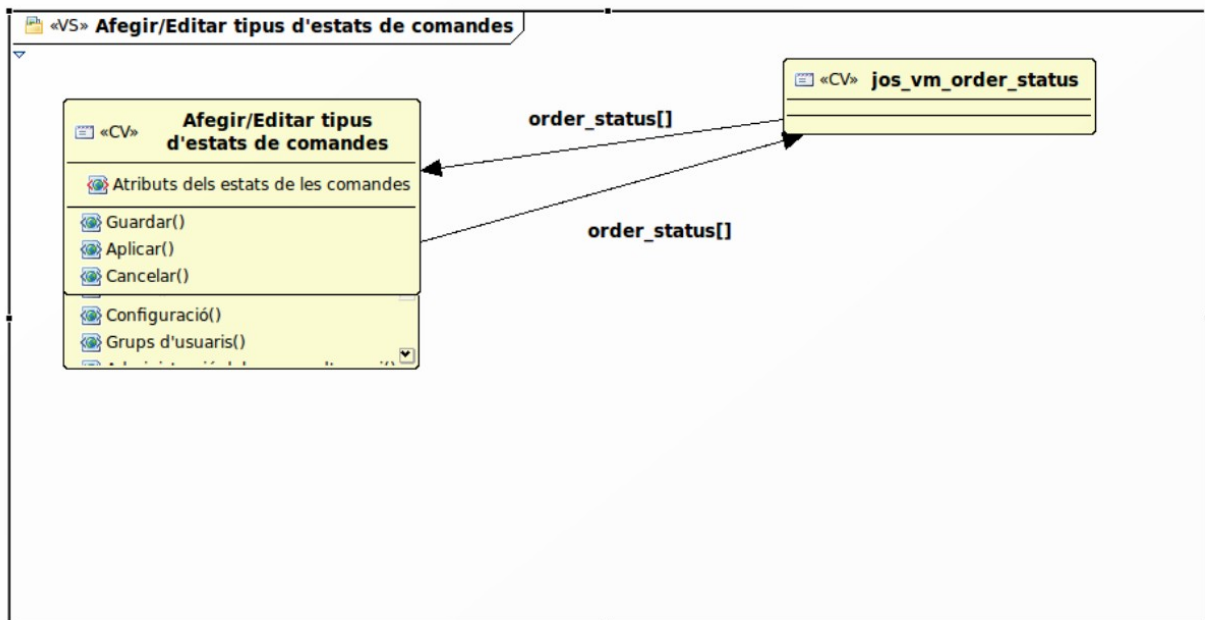 «VS» Afegir/Editar tipus d'estats de comandes
«CV» jos_vm_order_status
«CV» Afegir/Editar tipus
d'estats de comandes
order_status[]
Atributs dels estats de les comandes
Guardar()
Aplicar()
Cancelar()
order_status[]
Configuració()
Grups d'usuaris()